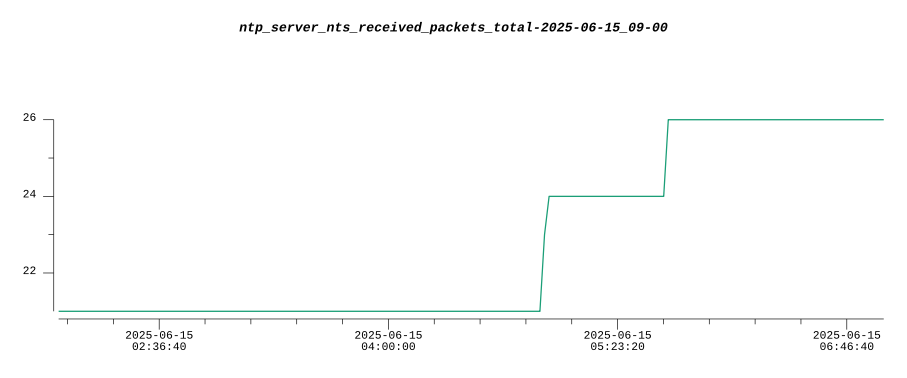 ntp_server_nts_received_packets_total-2025-06-15_09-00
26
24
22
2025-06-15 2025-06-15 2025-06-15 2025-06-15
02:36:40 04:00:00 05:23:20 06:46:40